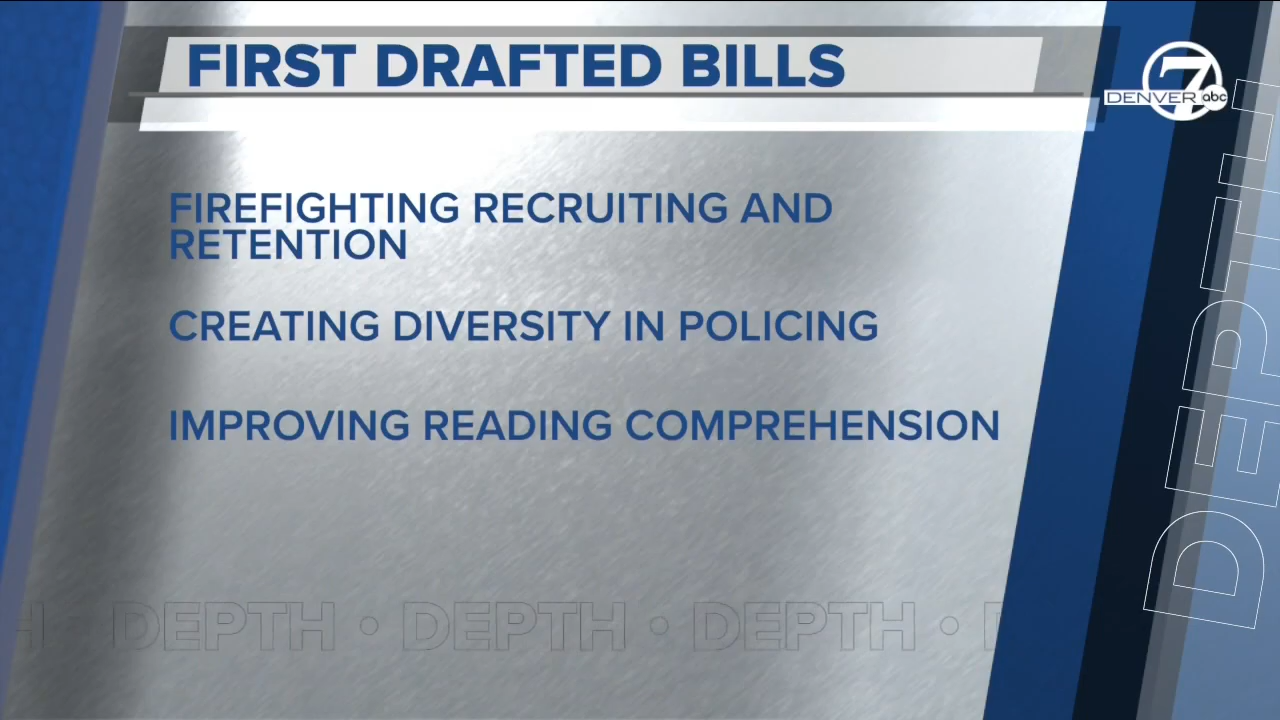 FIRST DRAFTED BILLS
7
DENVER abc
FIREFIGHTING RECRUITING AND
RETENTION
CREATING DIVERSITY IN POLICING
IMPROVING READING COMPREHENSION
DEPTH
H DEPTH • DEPTH • DEPTH • D